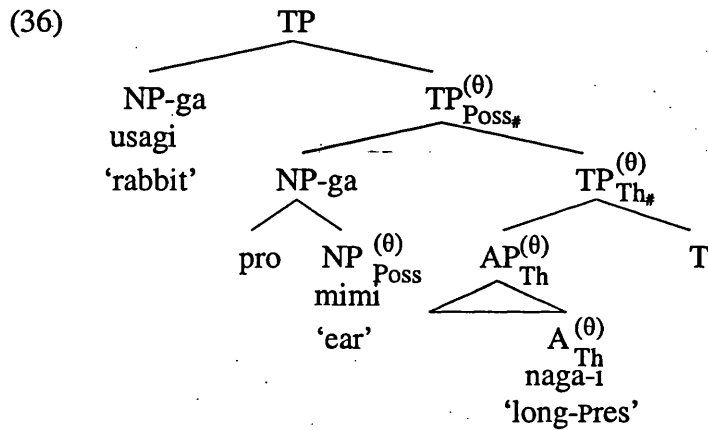 (36) TP
NP-ga TP(θ)Poss#
usagi
'rabbit' NP-ga TP(θ)Th#
pro NP(θ)Poss AP(θ)Th T
mimi
'ear' A(θ)Th
naga-i
'long-Pres'